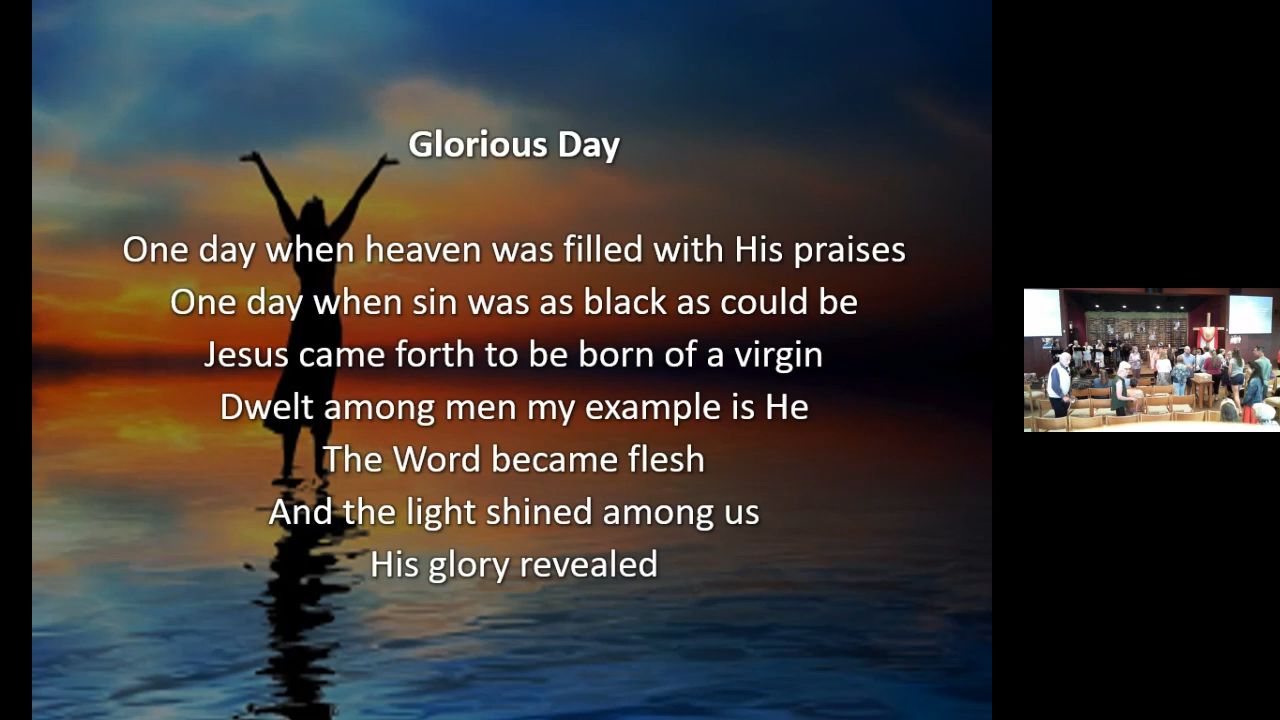 Glorious Day
One day when heaven was filled with His praises
One day when sin was as black as could be
Jesus came forth to be born of a virgin
Dwelt among men my example is He
The Word became flesh
And the light shined among us
His glory revealed